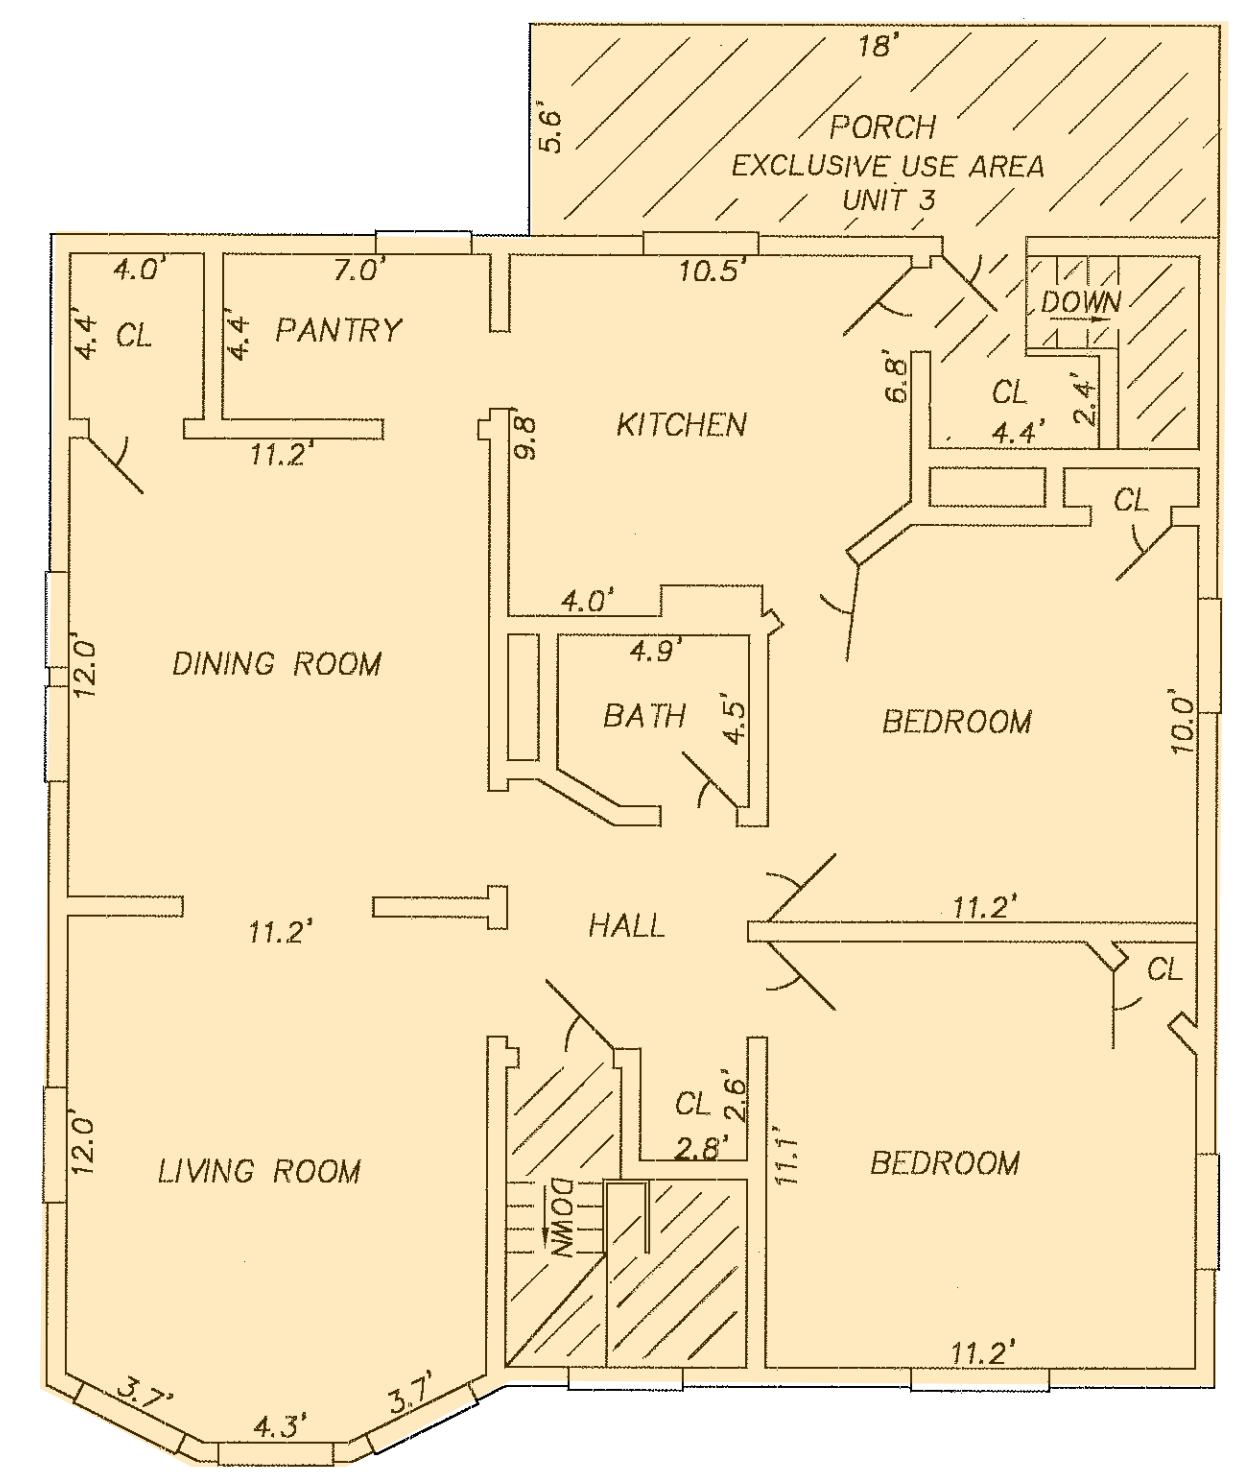 18'
5.6'
PORCH
EXCLUSIVE USE AREA
UNIT 3
4.0'
7.0'
10.5'
4.4'
CL
4.4'
PANTRY
DOWN
6.8'
CL
2.4'
4.4'
11.2'
9.8'
KITCHEN
CL
4.0'
4.9'
12.0'
DINING ROOM
BATH
4.5'
BEDROOM
10.0'
11.2'
11.2'
HALL
CL
CL
2.6'
2.8'
12.0'
LIVING ROOM
DOWN
11.1'
BEDROOM
11.2'
3.7'
4.3'
3.7'